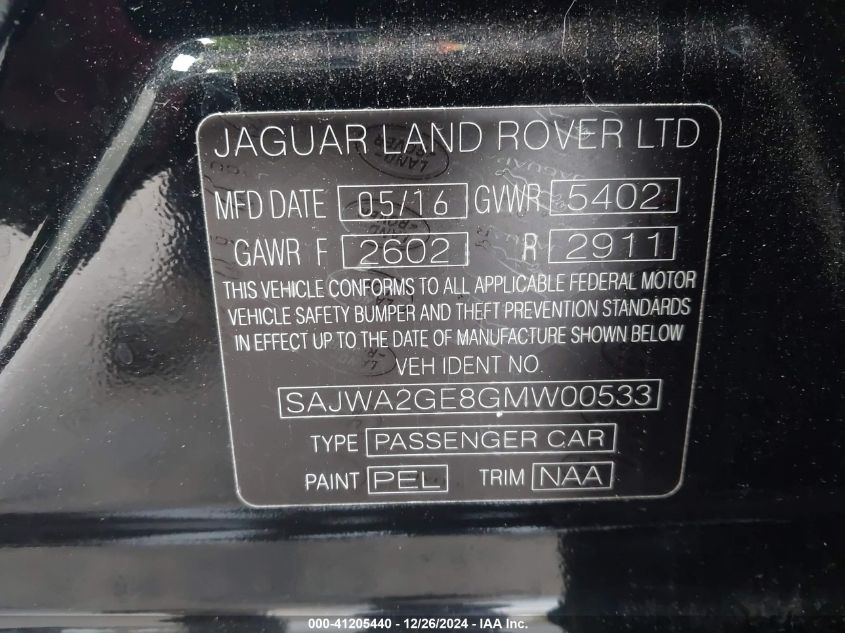 JAGUAR LAND ROVER LTD
MFD DATE 05/16 GVWR 5402
GAWR F 2602 R 2911
THIS VEHICLE CONFORMS TO ALL APPLICABLE FEDERAL MOTOR
VEHICLE SAFETY BUMPER AND THEFT PREVENTION STANDARDS
IN EFFECT UP TO THE DATE OF MANUFACTURE SHOWN BELOW
VEH IDENT NO.
SAJWA2GE8GMW00533
TYPE PASSENGER CAR
PAINT PEL TRIM NAA
000-41205440 - 12/26/2024 - IAA Inc.